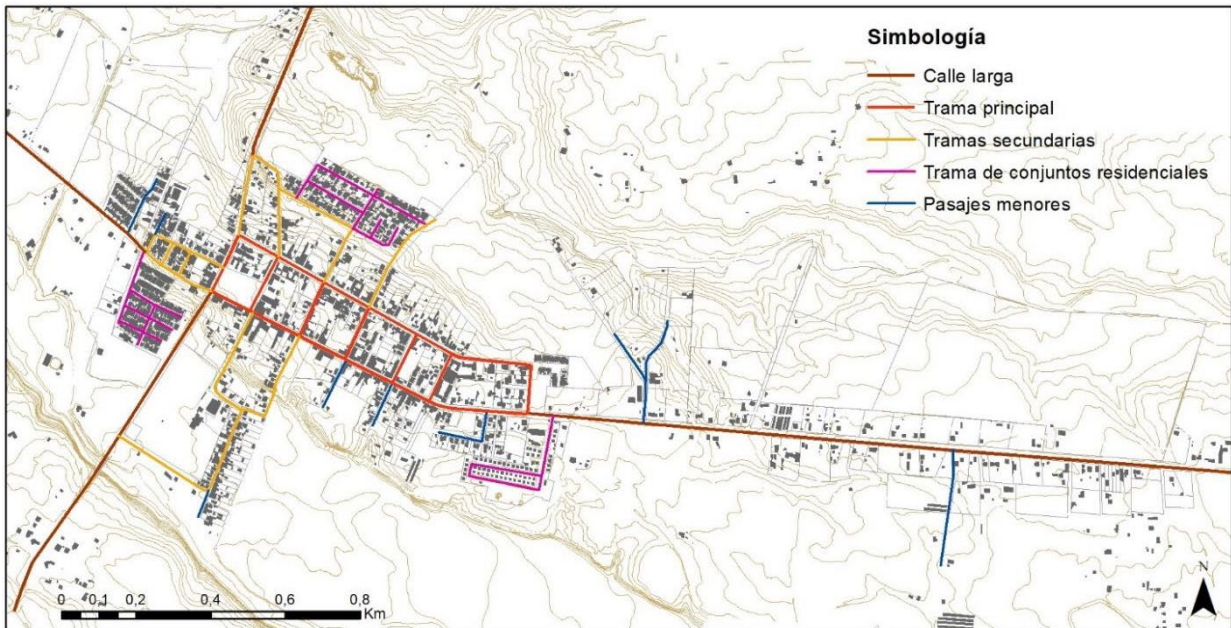 Simbología
Calle larga
Trama principal
Tramas secundarias
Trama de conjuntos residenciales
Pasajes menores
N
0 0,1 0,2 0,4 0,6 0,8
Km